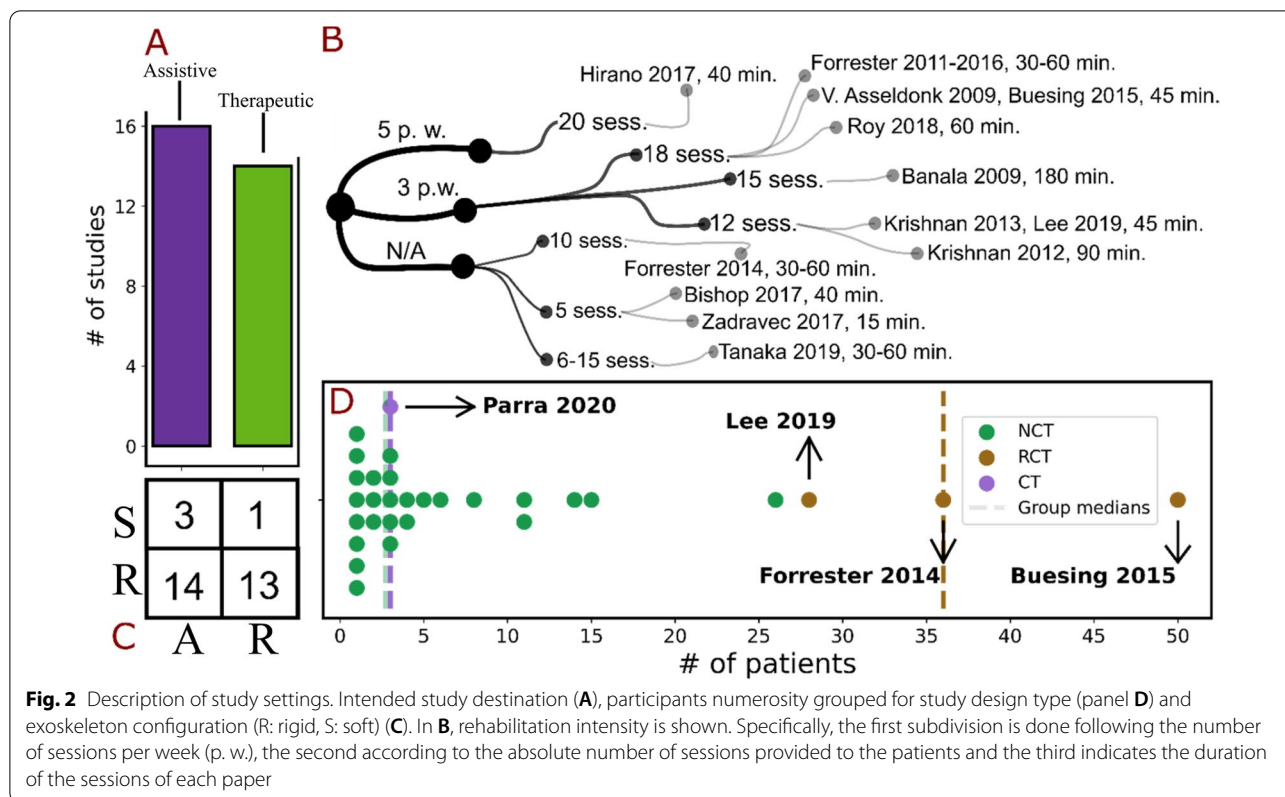 A
Assistive
Therapeutic
# of studies
16
12
8
4
0
B
5 p. w.
3 p.w.
N/A
20 sess.
Hirano 2017, 40 min.
18 sess.
Forrester 2011-2016, 30-60 min.
V. Asseldonk 2009, Buesing 2015, 45 min.
Roy 2018, 60 min.
15 sess.
Banala 2009, 180 min.
12 sess.
Krishnan 2013, Lee 2019, 45 min.
Krishnan 2012, 90 min.
10 sess.
Forrester 2014, 30-60 min.
5 sess.
Bishop 2017, 40 min.
Zadravec 2017, 15 min.
6-15 sess.
Tanaka 2019, 30-60 min.
S
3
1
R
14
13
C
A
R
D
Parra 2020
Lee 2019
Forrester 2014
Buesing 2015
NCT
RCT
CT
Group medians
0
5
10
15
20
25
30
35
40
45
50
# of patients
Fig. 2 Description of study settings. Intended study destination (A), participants numerosity grouped for study design type (panel D) and
exoskeleton configuration (R: rigid, S: soft) (C). In B, rehabilitation intensity is shown. Specifically, the first subdivision is done following the number
of sessions per week (p. w.), the second according to the absolute number of sessions provided to the patients and the third indicates the duration
of the sessions of each paper